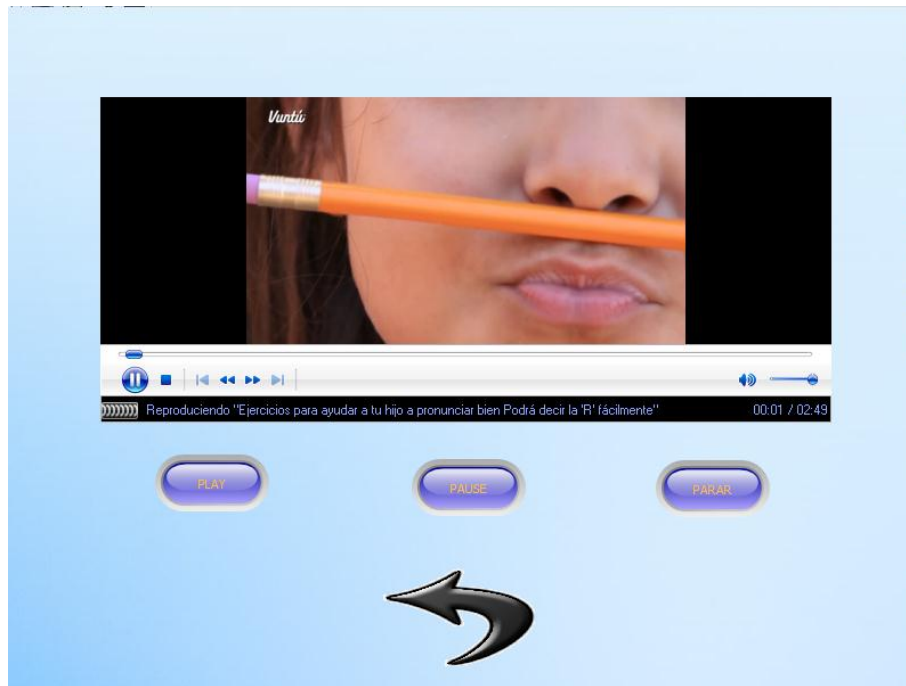 Vuntú
Reproduciendo "Ejercicios para ayudar a tu hijo a pronunciar bien Podrá decir la 'R' fácilmente" 00:01 / 02:49
PLAY PAUSE PARAR